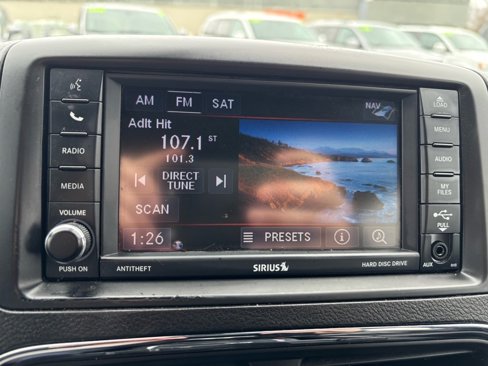 AM FM SAT NAV
Adlt Hit
107.1 ST
101.3
DIRECT
TUNE
SCAN
1:26 PRESETS
RADIO
MEDIA
VOLUME
PUSH ON
ANTITHEFT
SIRIUS
HARD DISC DRIVE
LOAD
MENU
AUDIO
MY
FILES
PULL
AUX